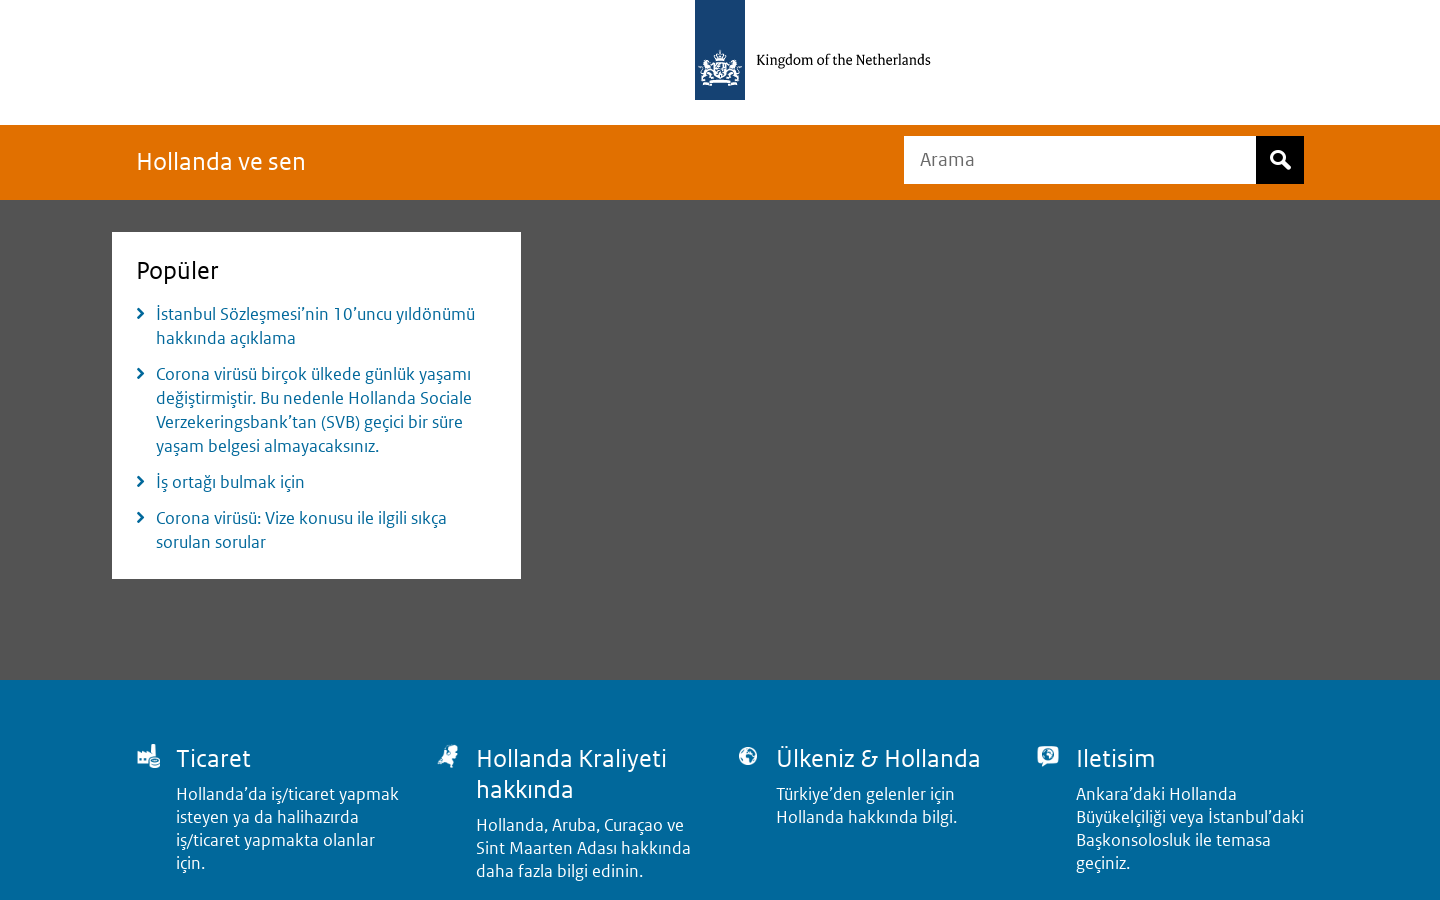 Kingdom of the Netherlands
Hollanda ve sen
Arama
Popüler
İstanbul Sözleşmesi’nin 10’uncu yıldönümü
hakkında açıklama
Corona virüsü birçok ülkede günlük yaşamı
değiştirmiştir. Bu nedenle Hollanda Sociale
Verzekeringsbank’tan (SVB) geçici bir süre
yaşam belgesi almayacaksınız.
İş ortağı bulmak için
Corona virüsü: Vize konusu ile ilgili sıkça
sorulan sorular
Ticaret
Hollanda’da iş/ticaret yapmak
isteyen ya da halihazırda
iş/ticaret yapmakta olanlar
için.
Hollanda Kraliyeti
hakkında
Hollanda, Aruba, Curaçao ve
Sint Maarten Adası hakkında
daha fazla bilgi edinin.
Ülkeniz & Hollanda
Türkiye’den gelenler için
Hollanda hakkında bilgi.
Iletisim
Ankara’daki Hollanda
Büyükelçiliği veya İstanbul’daki
Başkonsolosluk ile temasa
geçiniz.